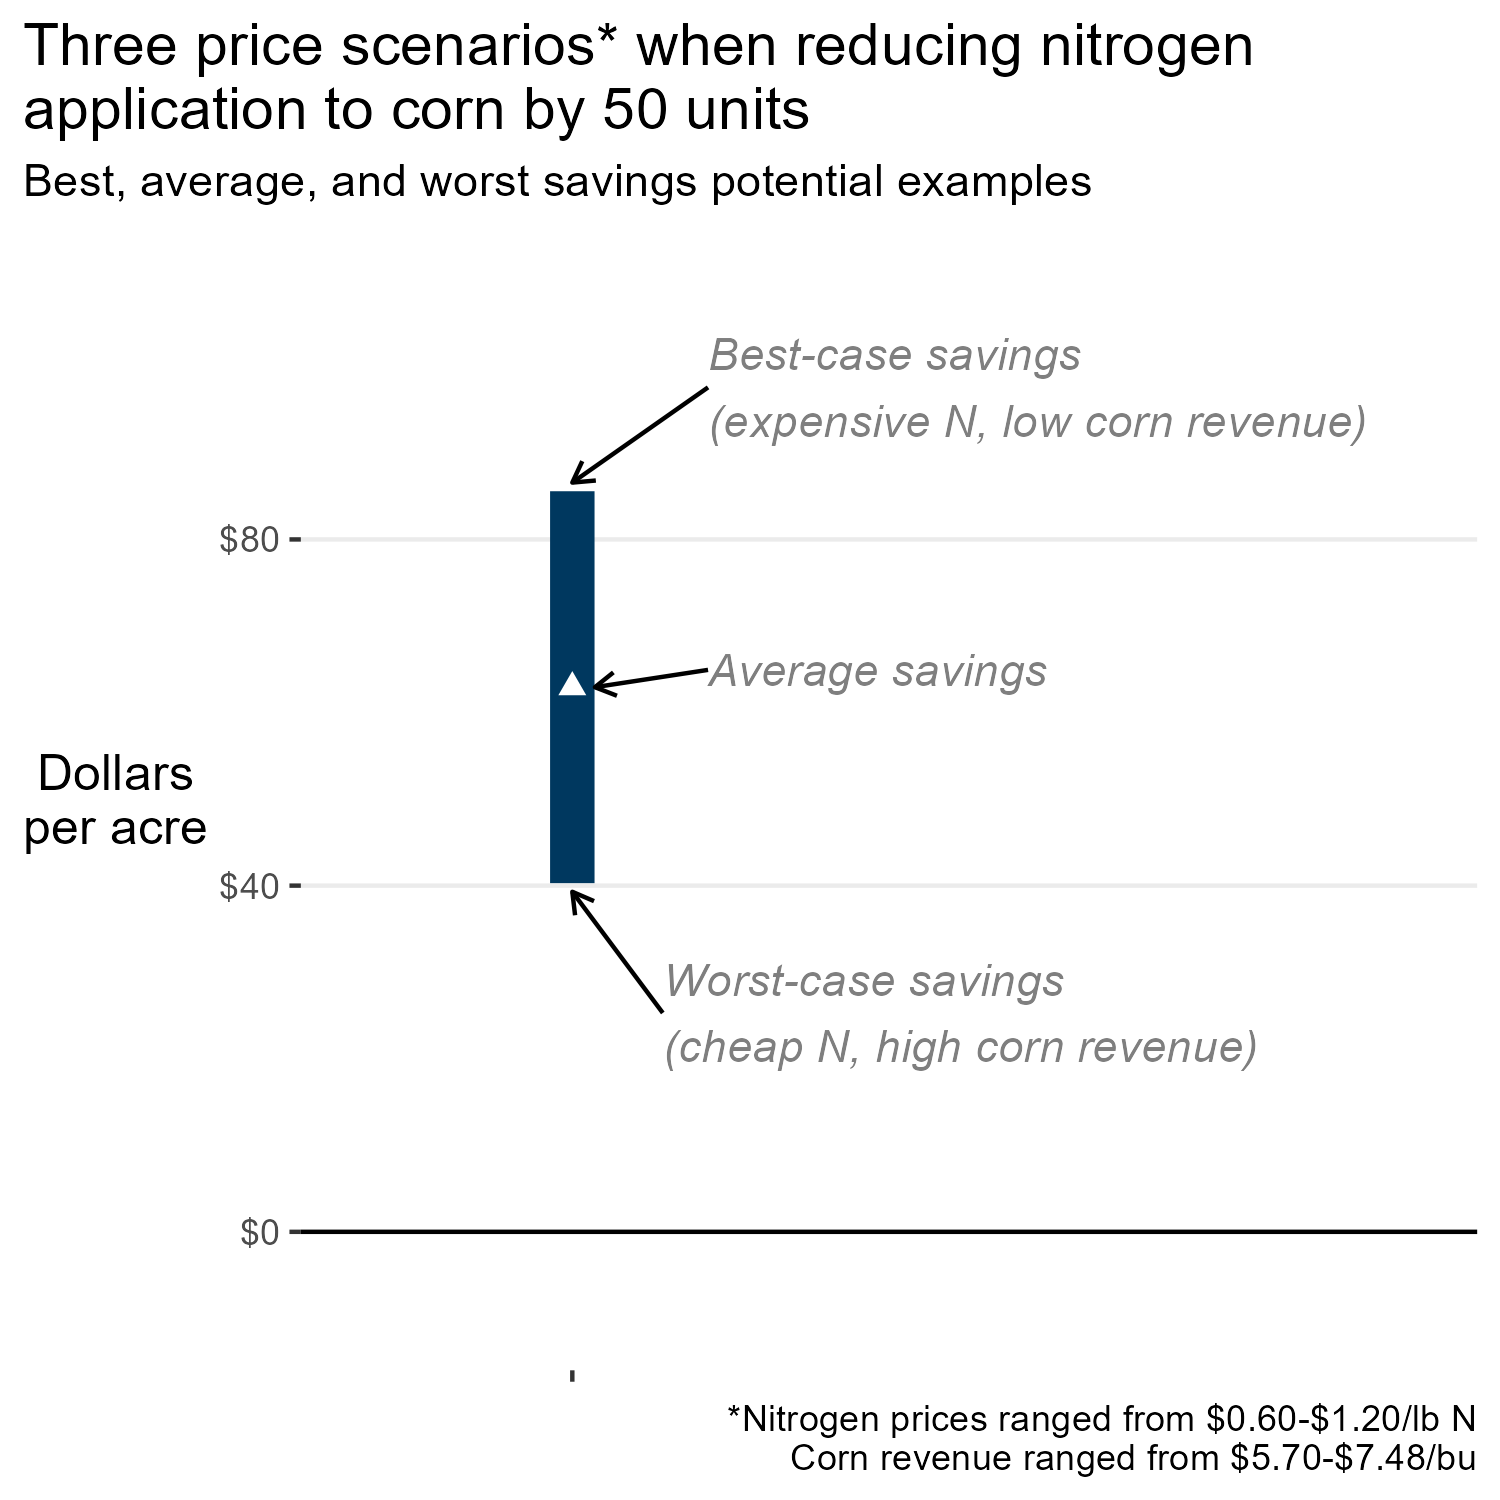 Three price scenarios* when reducing nitrogen
application to corn by 50 units
Best, average, and worst savings potential examples
Best-case savings
(expensive N, low corn revenue)
$80
Average savings
Dollars
per acre
$40
Worst-case savings
(cheap N, high corn revenue)
$0
*Nitrogen prices ranged from $0.60-$1.20/lb N
Corn revenue ranged from $5.70-$7.48/bu